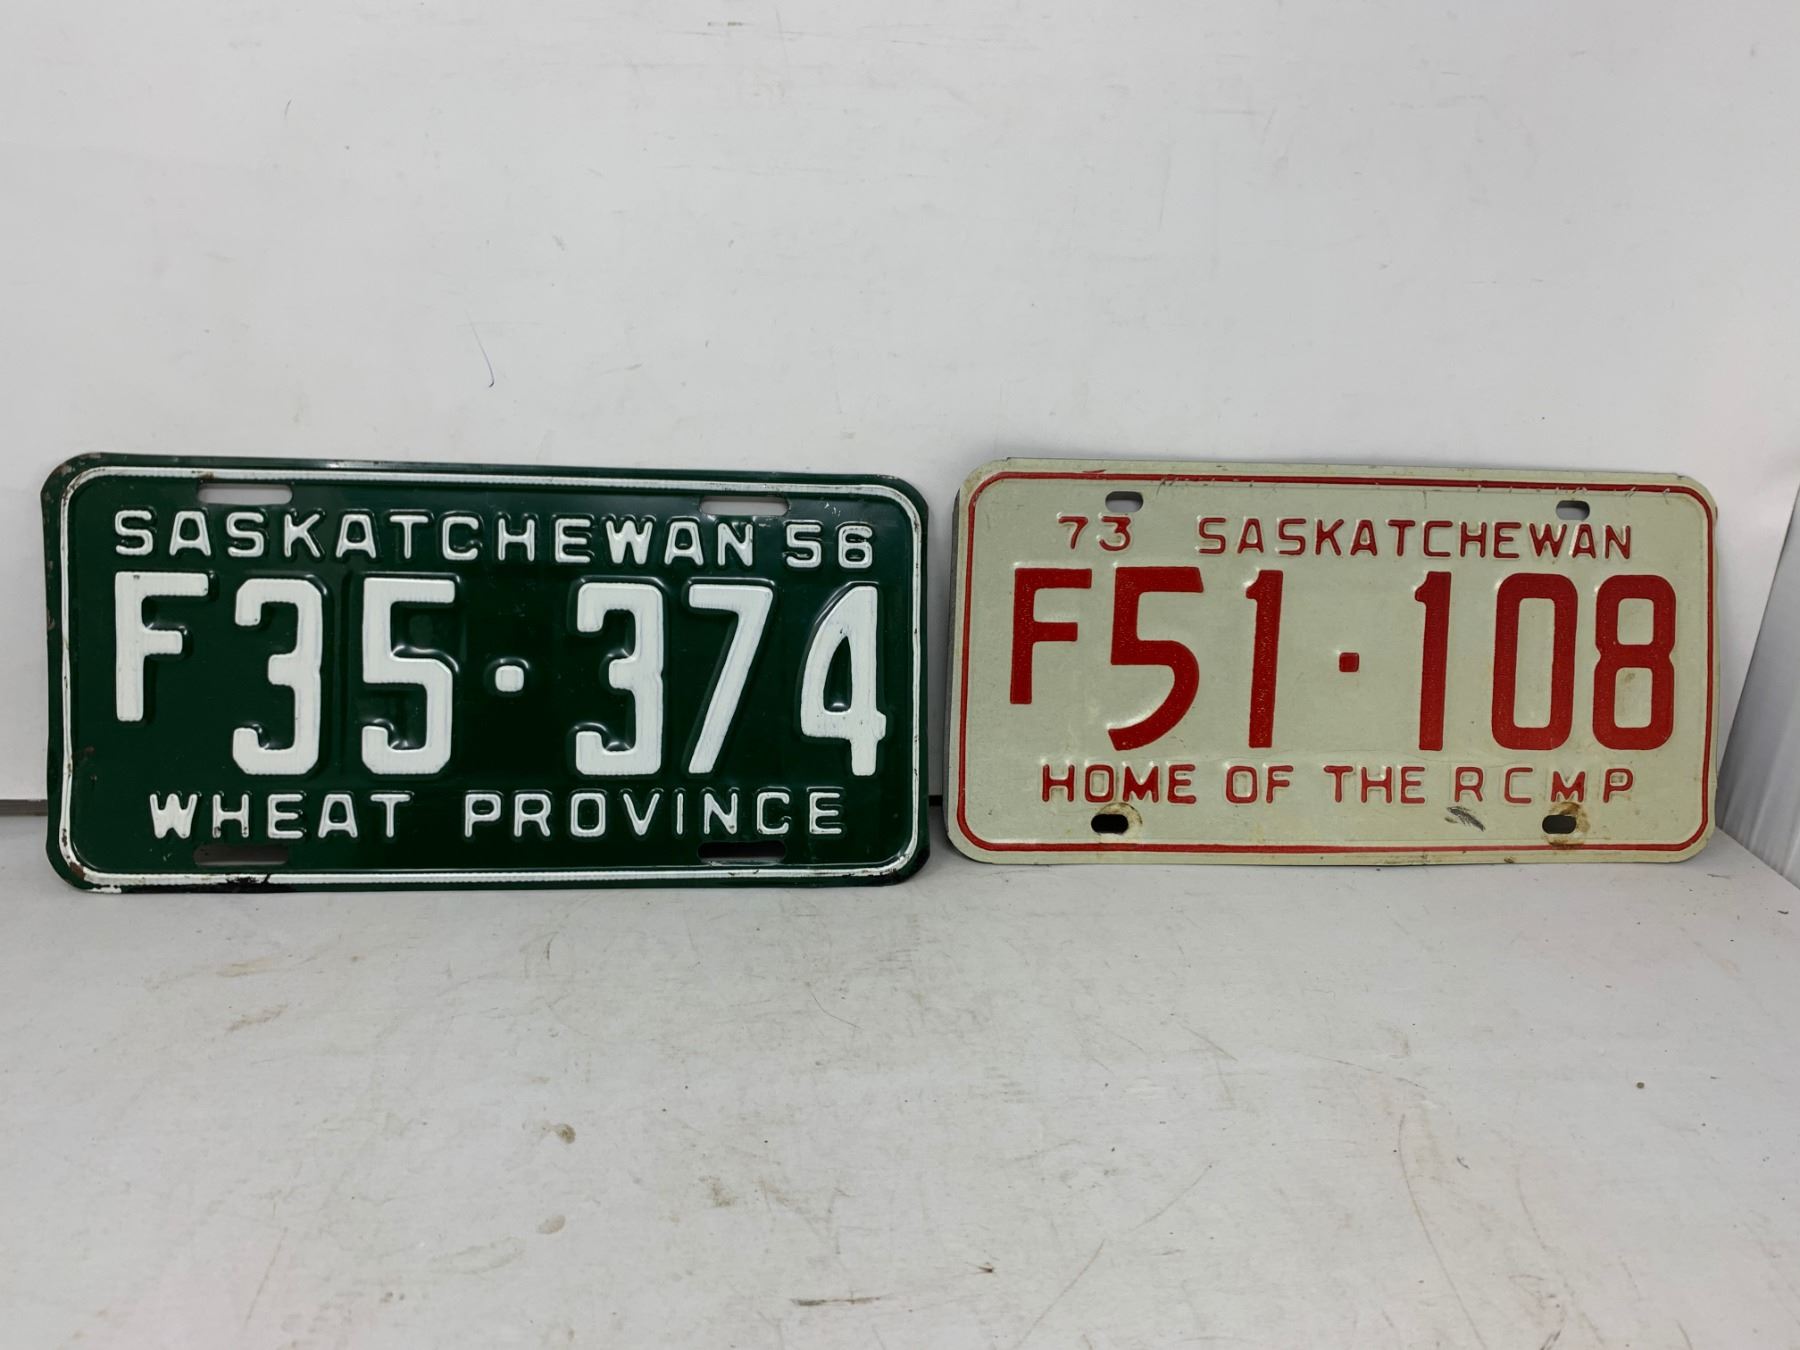 SASKATCHEWAN 56
F35·374
WHEAT PROVINCE
73 SASKATCHEWAN
F51·108
HOME OF THE RCMP